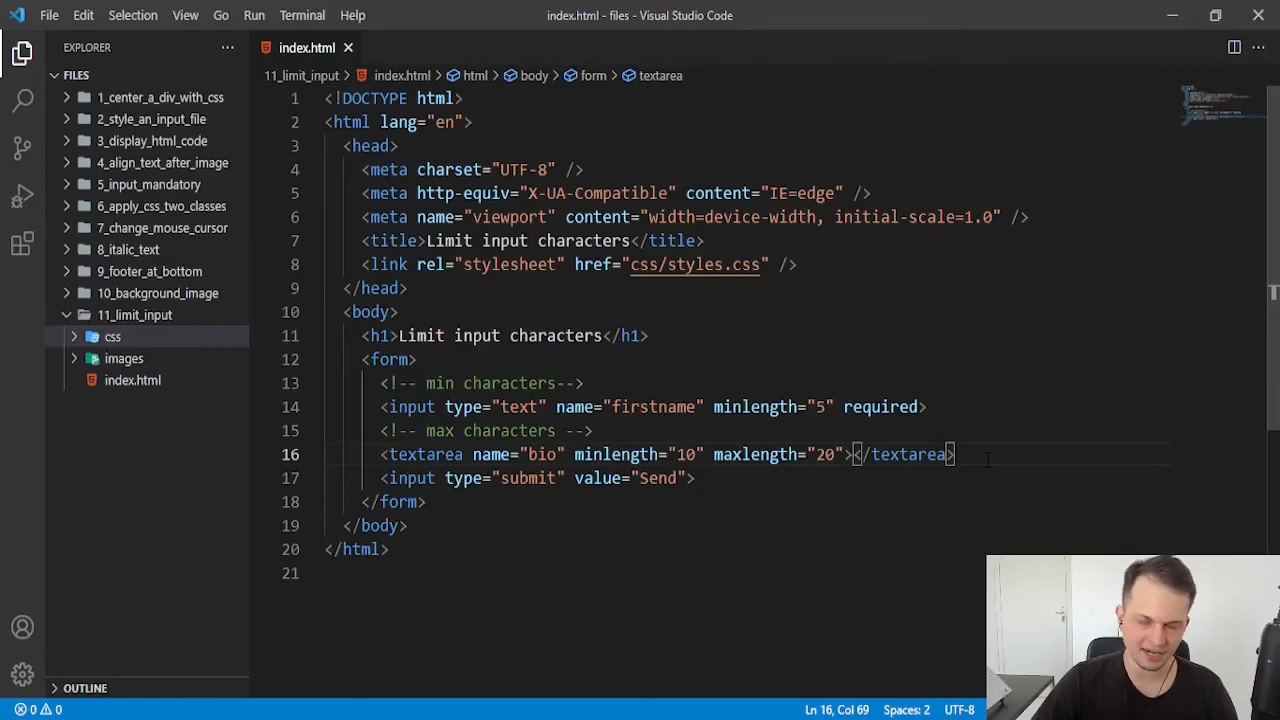 File Edit Selection View Go Run Terminal Help
index.html - files - Visual Studio Code
EXPLORER
index.html
FILES
1_center_a_div_with_css
2_style_an_input_file
3_display_html_code
4_align_text_after_image
5_input_mandatory
6_apply_css_two_classes
7_change_mouse_cursor
8_italic_text
9_footer_at_bottom
10_background_image
11_limit_input
css
images
index.html
OUTLINE
11_limit_input > index.html > html > body > form > textarea
1 <!DOCTYPE html>
2 <html lang="en">
3 <head>
4 <meta charset="UTF-8" />
5 <meta http-equiv="X-UA-Compatible" content="IE=edge" />
6 <meta name="viewport" content="width=device-width, initial-scale=1.0" />
7 <title>Limit input characters</title>
8 <link rel="stylesheet" href="css/styles.css" />
9 </head>
10 <body>
11 <h1>Limit input characters</h1>
12 <form>
13 <!-- min characters-->
14 <input type="text" name="firstname" minlength="5" required>
15 <!-- max characters -->
16 <textarea name="bio" minlength="10" maxlength="20"></textarea>
17 <input type="submit" value="Send">
18 </form>
19 </body>
20 </html>
21
0 0 Ln 16, Col 69 Spaces: 2 UTF-8